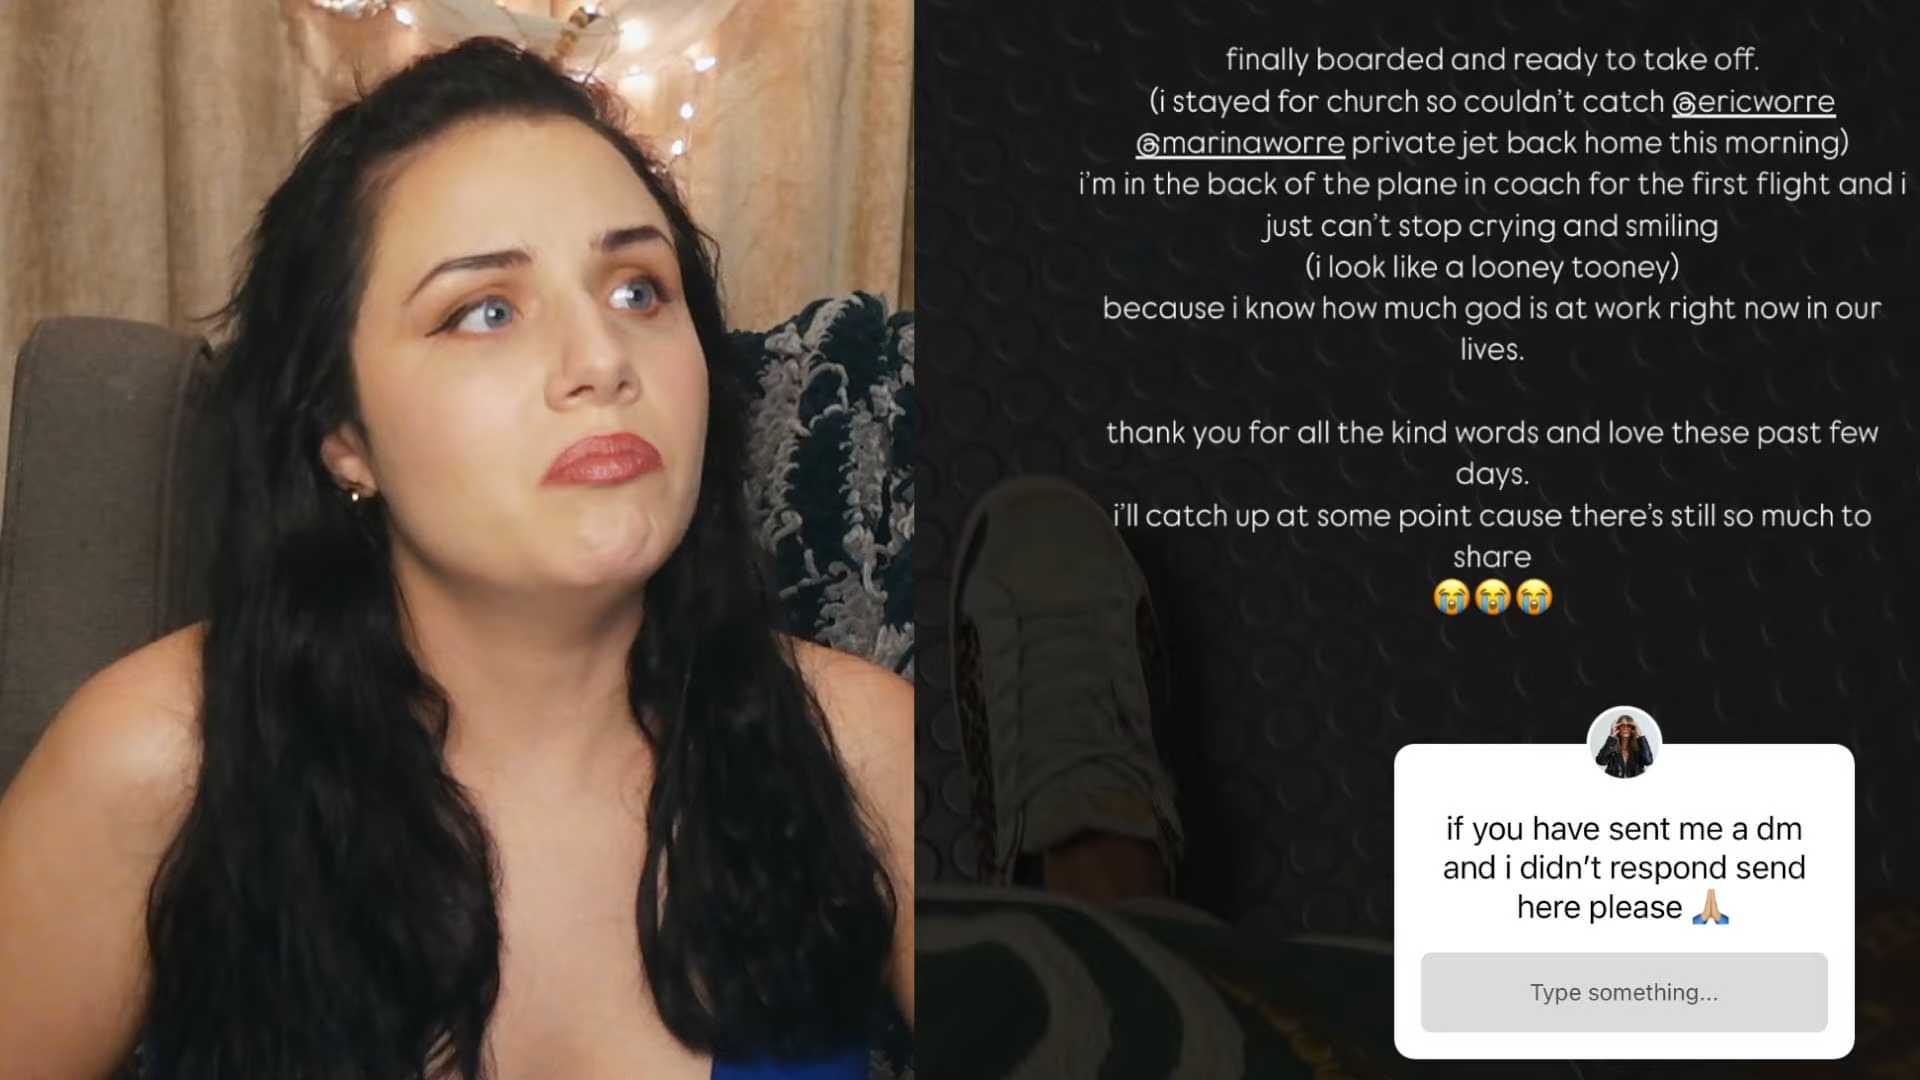 finally boarded and ready to take off.
(i stayed for church so couldn't catch @ericworre
@marinaworre private jet back home this morning)
i'm in the back of the plane in coach for the first flight and i
just can't stop crying and smiling
(i look like a looney tooney)
because i know how much god is at work right now in our
lives.
thank you for all the kind words and love these past few
days.
i'll catch up at some point cause there's still so much to
share
😭😭😭
if you have sent me a dm
and i didn't respond send
here please 🙏🏼
Type something...